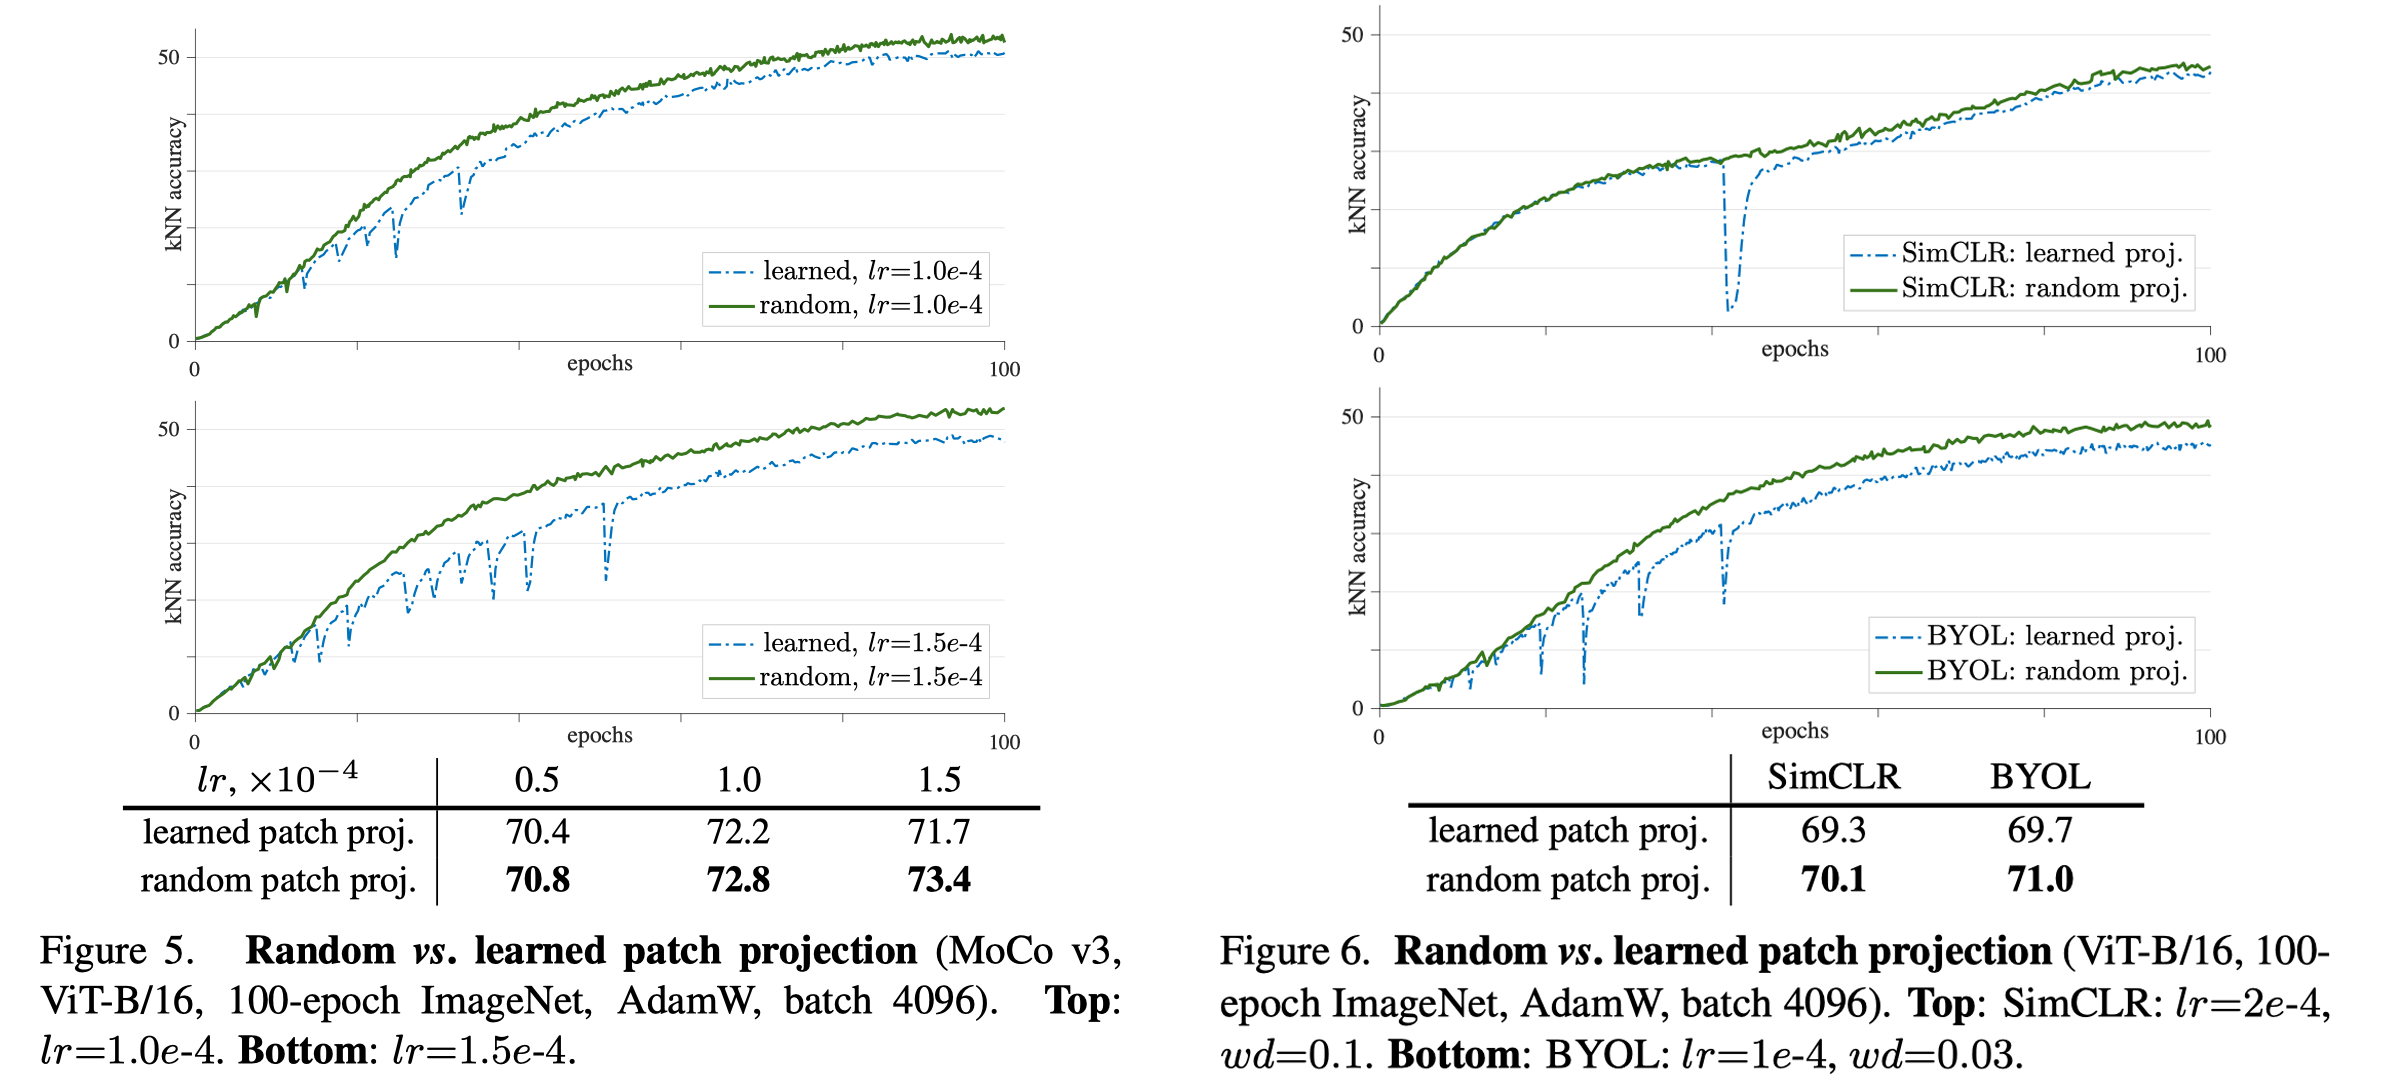 50
kNN accuracy
learned, lr=1.0e-4
random, lr=1.0e-4
0
0 epochs 100
50
kNN accuracy
learned, lr=1.5e-4
random, lr=1.5e-4
0
0 epochs 100
lr, ×10⁻⁴ 0.5 1.0 1.5
learned patch proj. 70.4 72.2 71.7
random patch proj. 70.8 72.8 73.4
Figure 5. Random vs. learned patch projection (MoCo v3,
ViT-B/16, 100-epoch ImageNet, AdamW, batch 4096). Top:
lr=1.0e-4. Bottom: lr=1.5e-4.
50
kNN accuracy
SimCLR: learned proj.
SimCLR: random proj.
0
0 epochs 100
50
kNN accuracy
BYOL: learned proj.
BYOL: random proj.
0
0 epochs 100
SimCLR BYOL
learned patch proj. 69.3 69.7
random patch proj. 70.1 71.0
Figure 6. Random vs. learned patch projection (ViT-B/16, 100-
epoch ImageNet, AdamW, batch 4096). Top: SimCLR: lr=2e-4,
wd=0.1. Bottom: BYOL: lr=1e-4, wd=0.03.